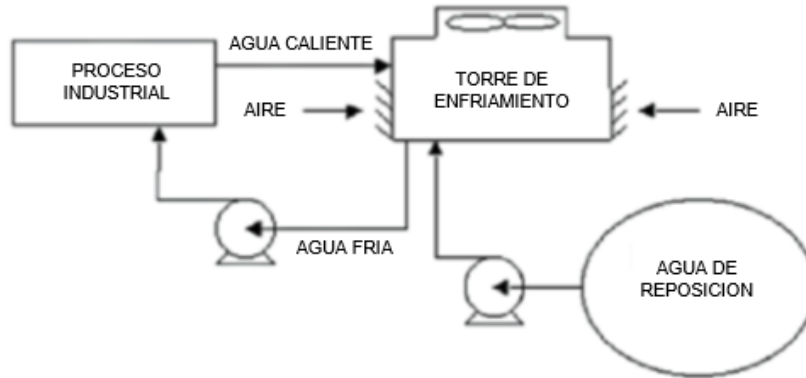 AGUA CALIENTE
PROCESO
INDUSTRIAL
TORRE DE
ENFRIAMIENTO
AIRE
AIRE
AGUA FRIA
AGUA DE
REPOSICION